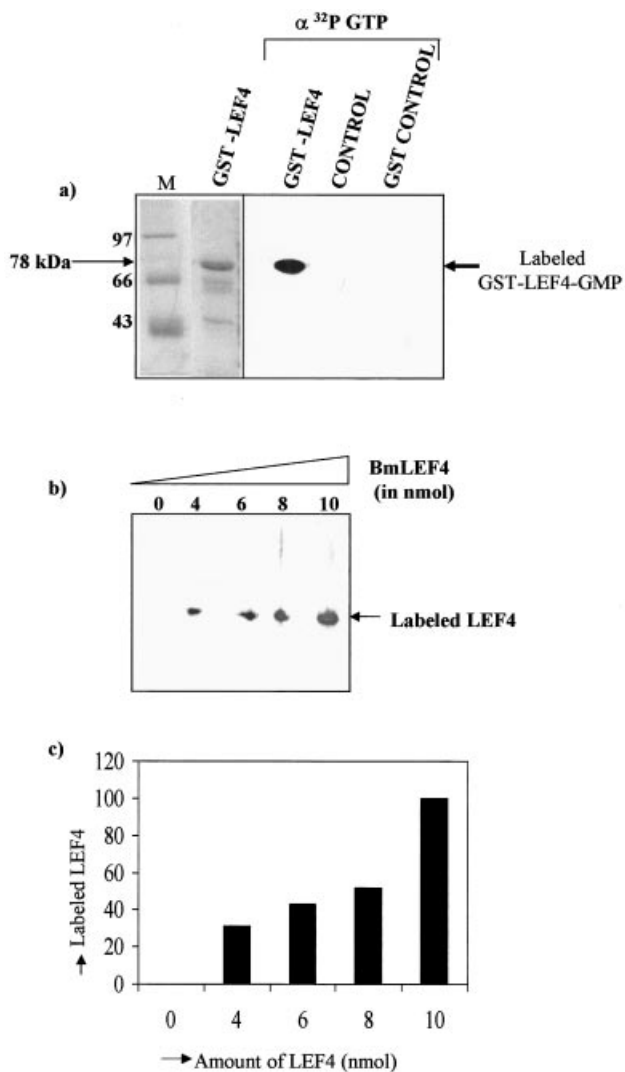 α ³²P GTP
GST -LEF4
GST -LEF4
CONTROL
GST CONTROL
M
a)
97
78 kDa
66
43
Labeled
GST-LEF4-GMP
BmLEF4
(in nmol)
b)
0 4 6 8 10
Labeled LEF4
c)
120
100
80
60
40
20
0
Labeled LEF4
0 4 6 8 10
Amount of LEF4 (nmol)